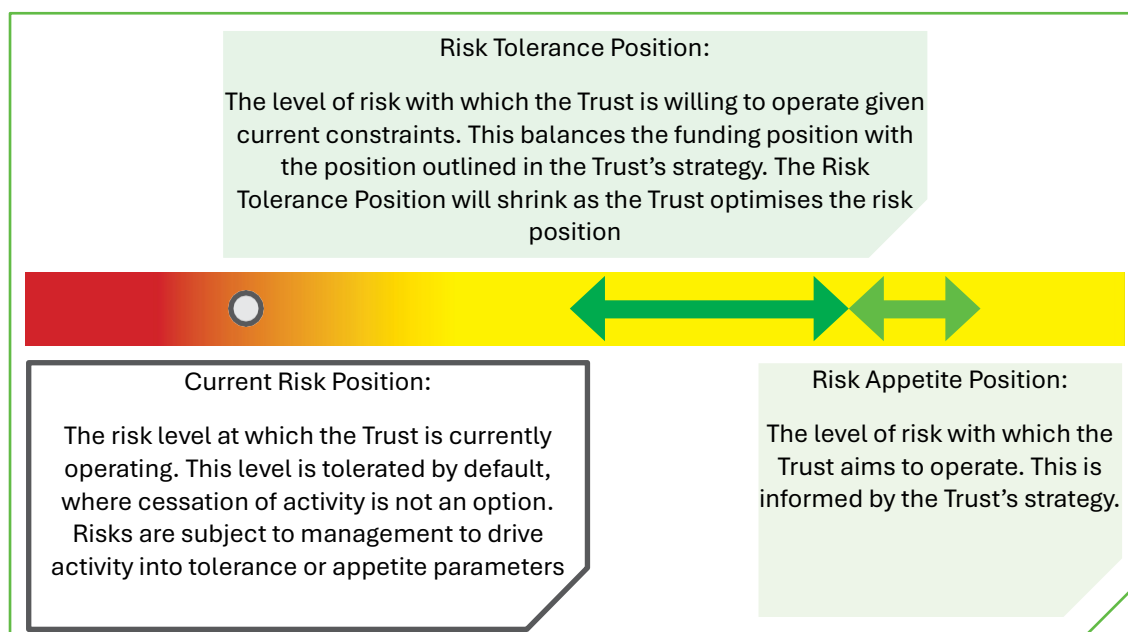 Risk Tolerance Position:
The level of risk with which the Trust is willing to operate given
current constraints. This balances the funding position with
the position outlined in the Trust’s strategy. The Risk
Tolerance Position will shrink as the Trust optimises the risk
position
Current Risk Position:
The risk level at which the Trust is currently
operating. This level is tolerated by default,
where cessation of activity is not an option.
Risks are subject to management to drive
activity into tolerance or appetite parameters
Risk Appetite Position:
The level of risk with which the
Trust aims to operate. This is
informed by the Trust’s strategy.